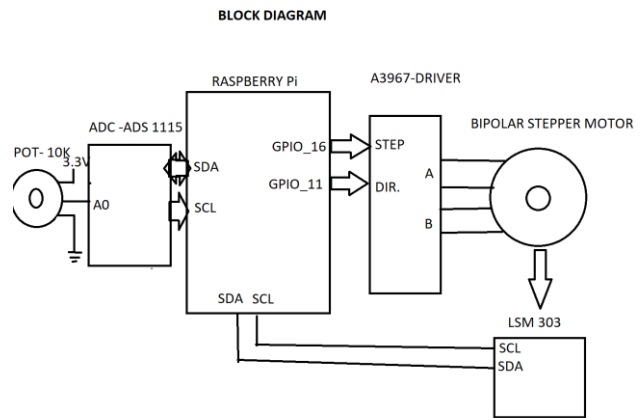 BLOCK DIAGRAM
RASPBERRY Pi
A3967-DRIVER
ADC -ADS 1115
BIPOLAR STEPPER MOTOR
POT- 10K
3.3V
A0
SDA
SCL
GPIO_16
GPIO_11
STEP
DIR.
A
B
SDA SCL
LSM 303
SCL
SDA